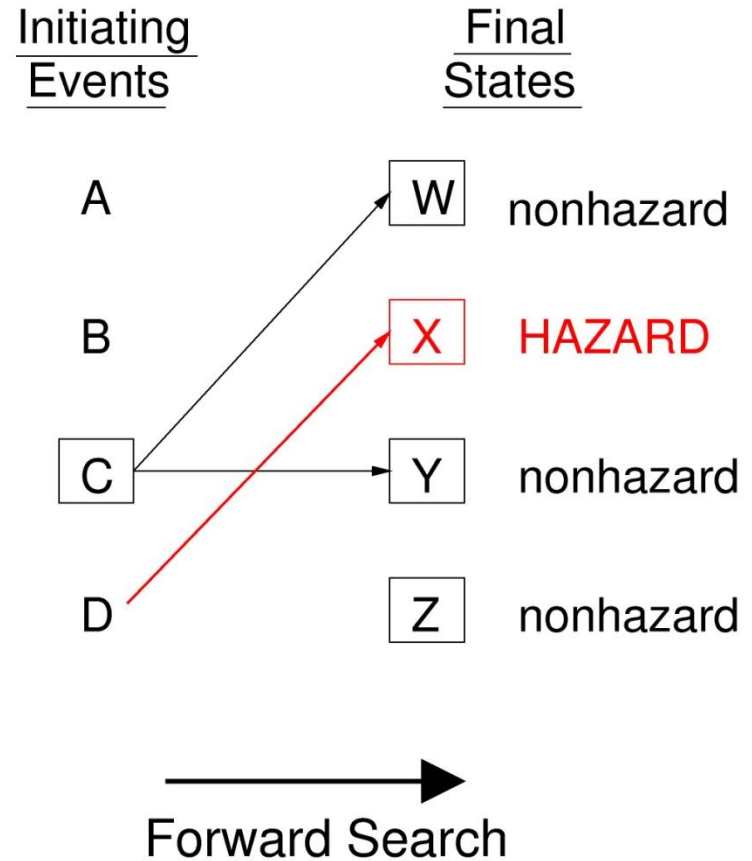 Initiating Events
Final States
A
W nonhazard
B
X HAZARD
C
Y nonhazard
D
Z nonhazard
Forward Search